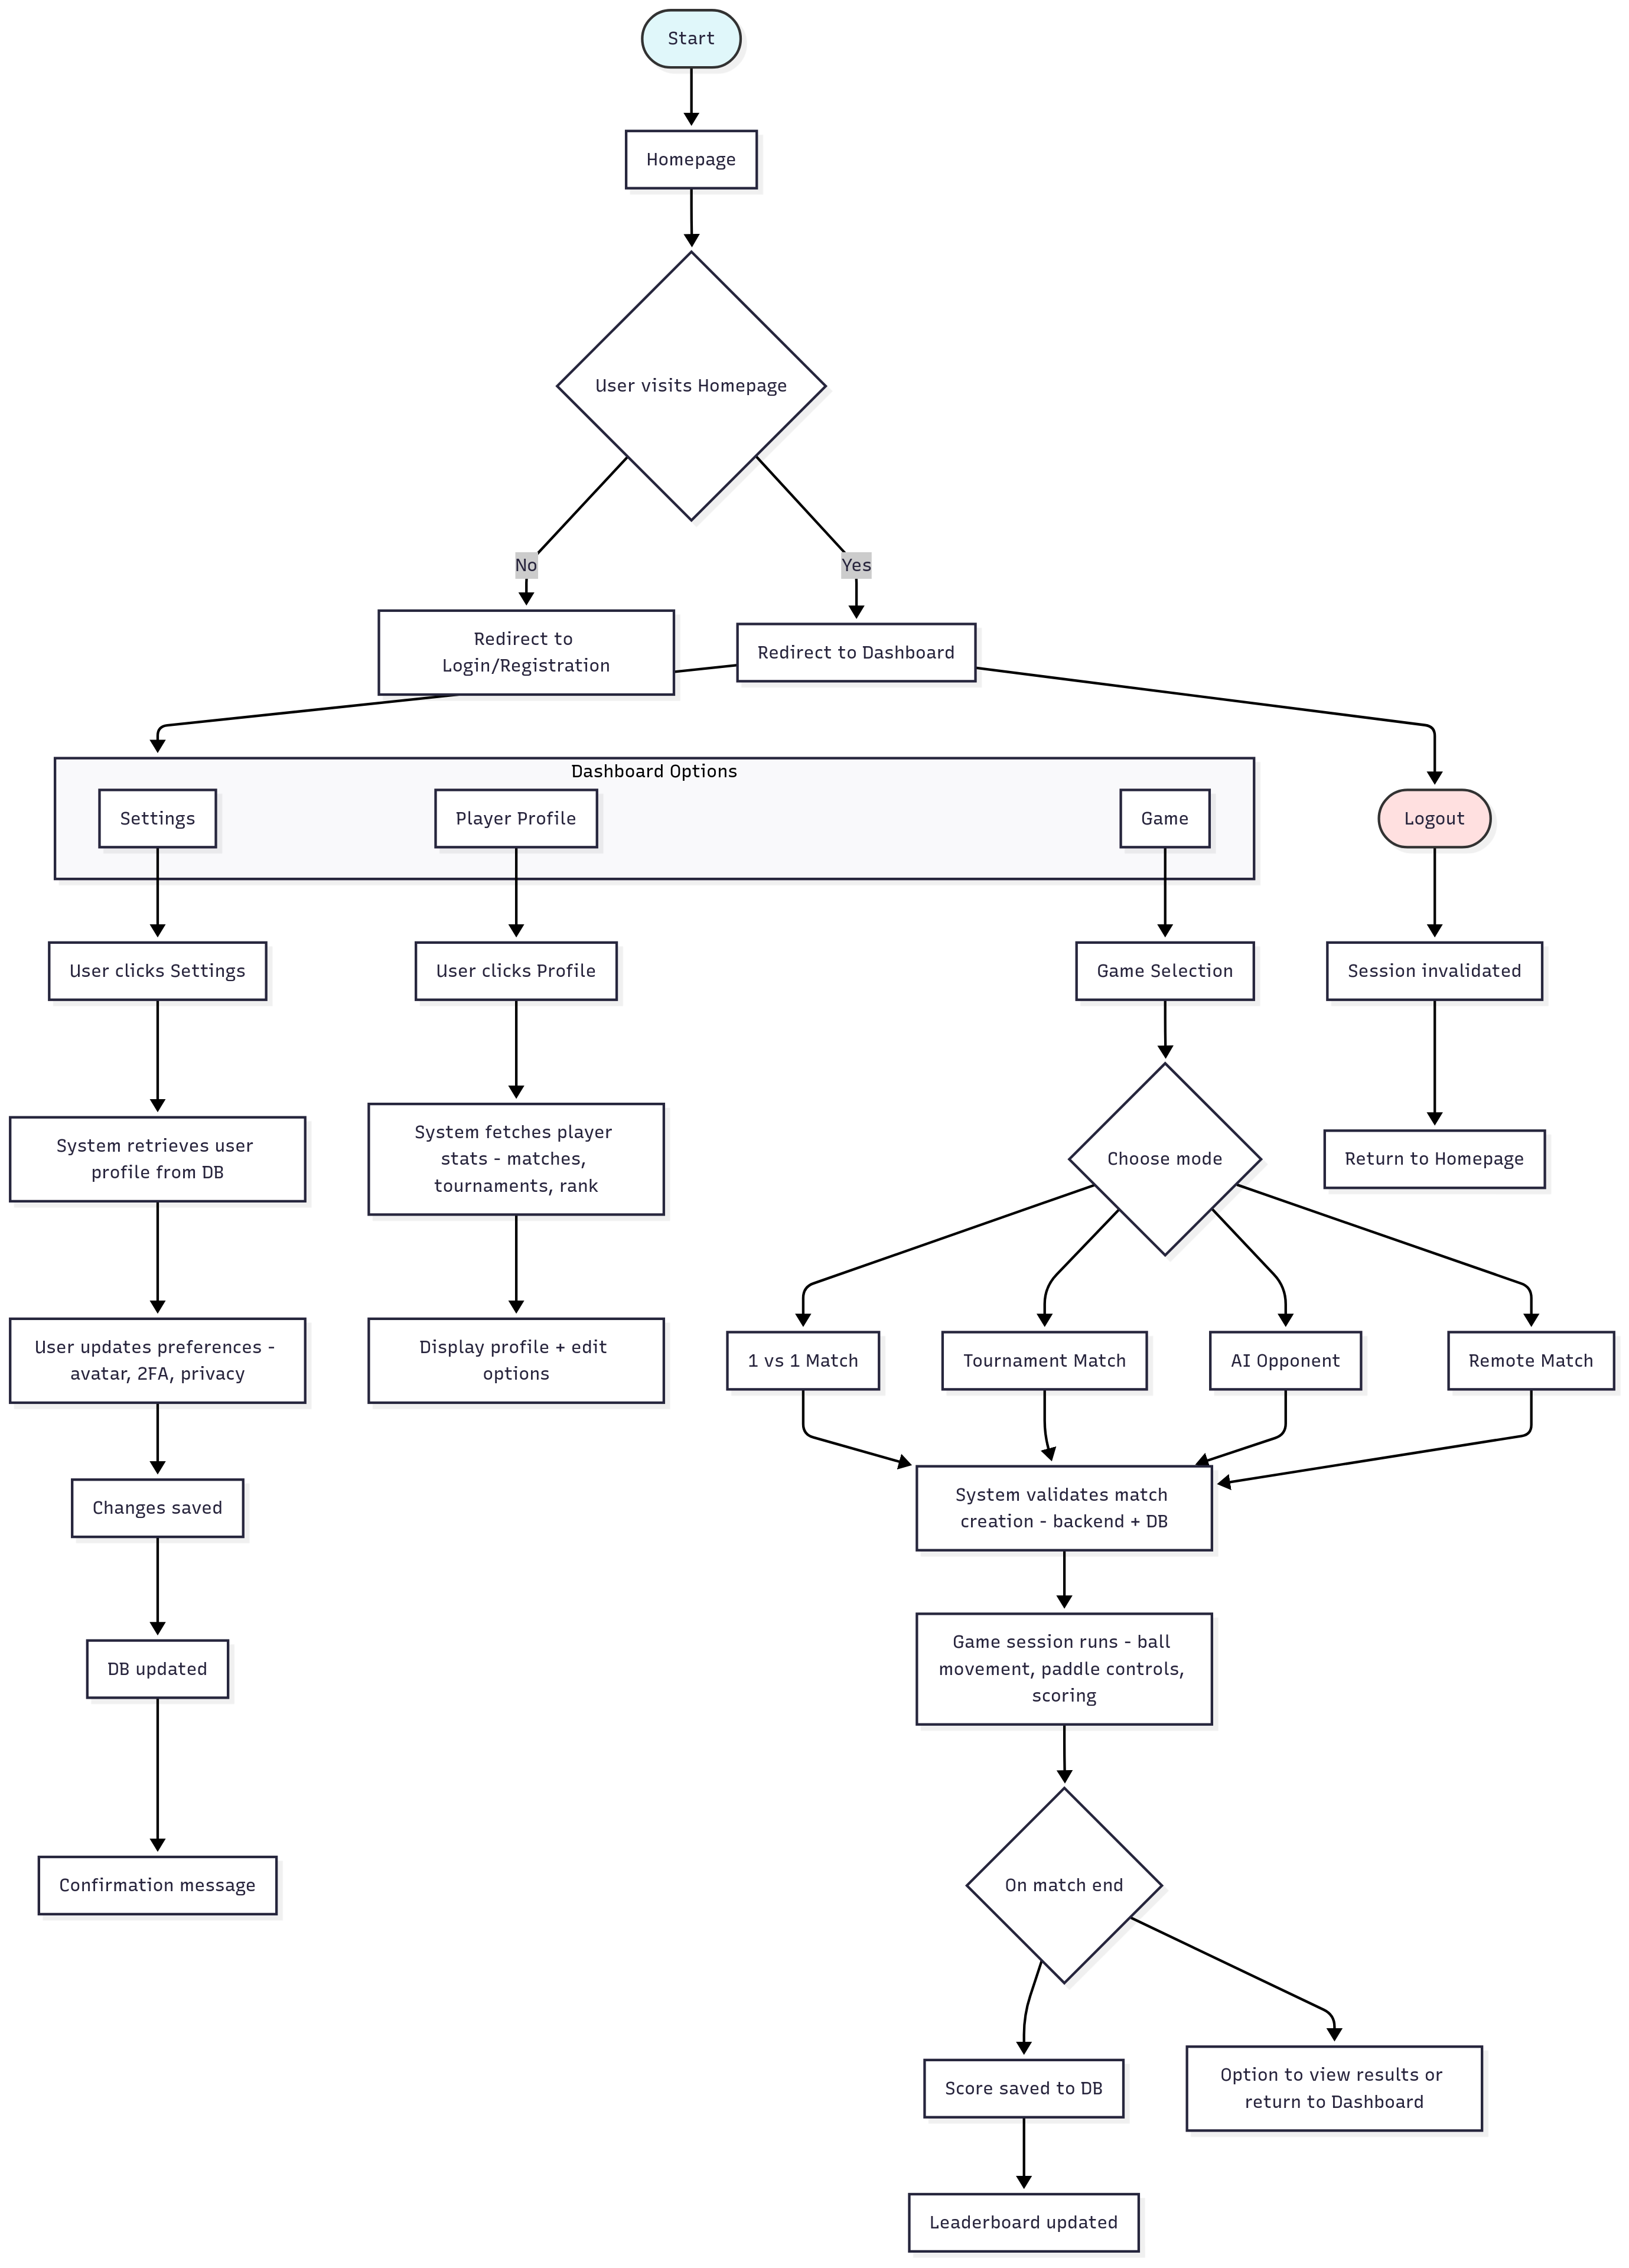 Start
Homepage
User visits Homepage
No
Yes
Redirect to
Login/Registration
Redirect to Dashboard
Dashboard Options
Settings
Player Profile
Game
Logout
User clicks Settings
User clicks Profile
Game Selection
Session invalidated
System retrieves user
profile from DB
System fetches player
stats - matches,
tournaments, rank
Choose mode
Return to Homepage
User updates preferences -
avatar, 2FA, privacy
Display profile + edit
options
1 vs 1 Match
Tournament Match
AI Opponent
Remote Match
Changes saved
System validates match
creation - backend + DB
DB updated
Game session runs - ball
movement, paddle controls,
scoring
Confirmation message
On match end
Score saved to DB
Option to view results or
return to Dashboard
Leaderboard updated